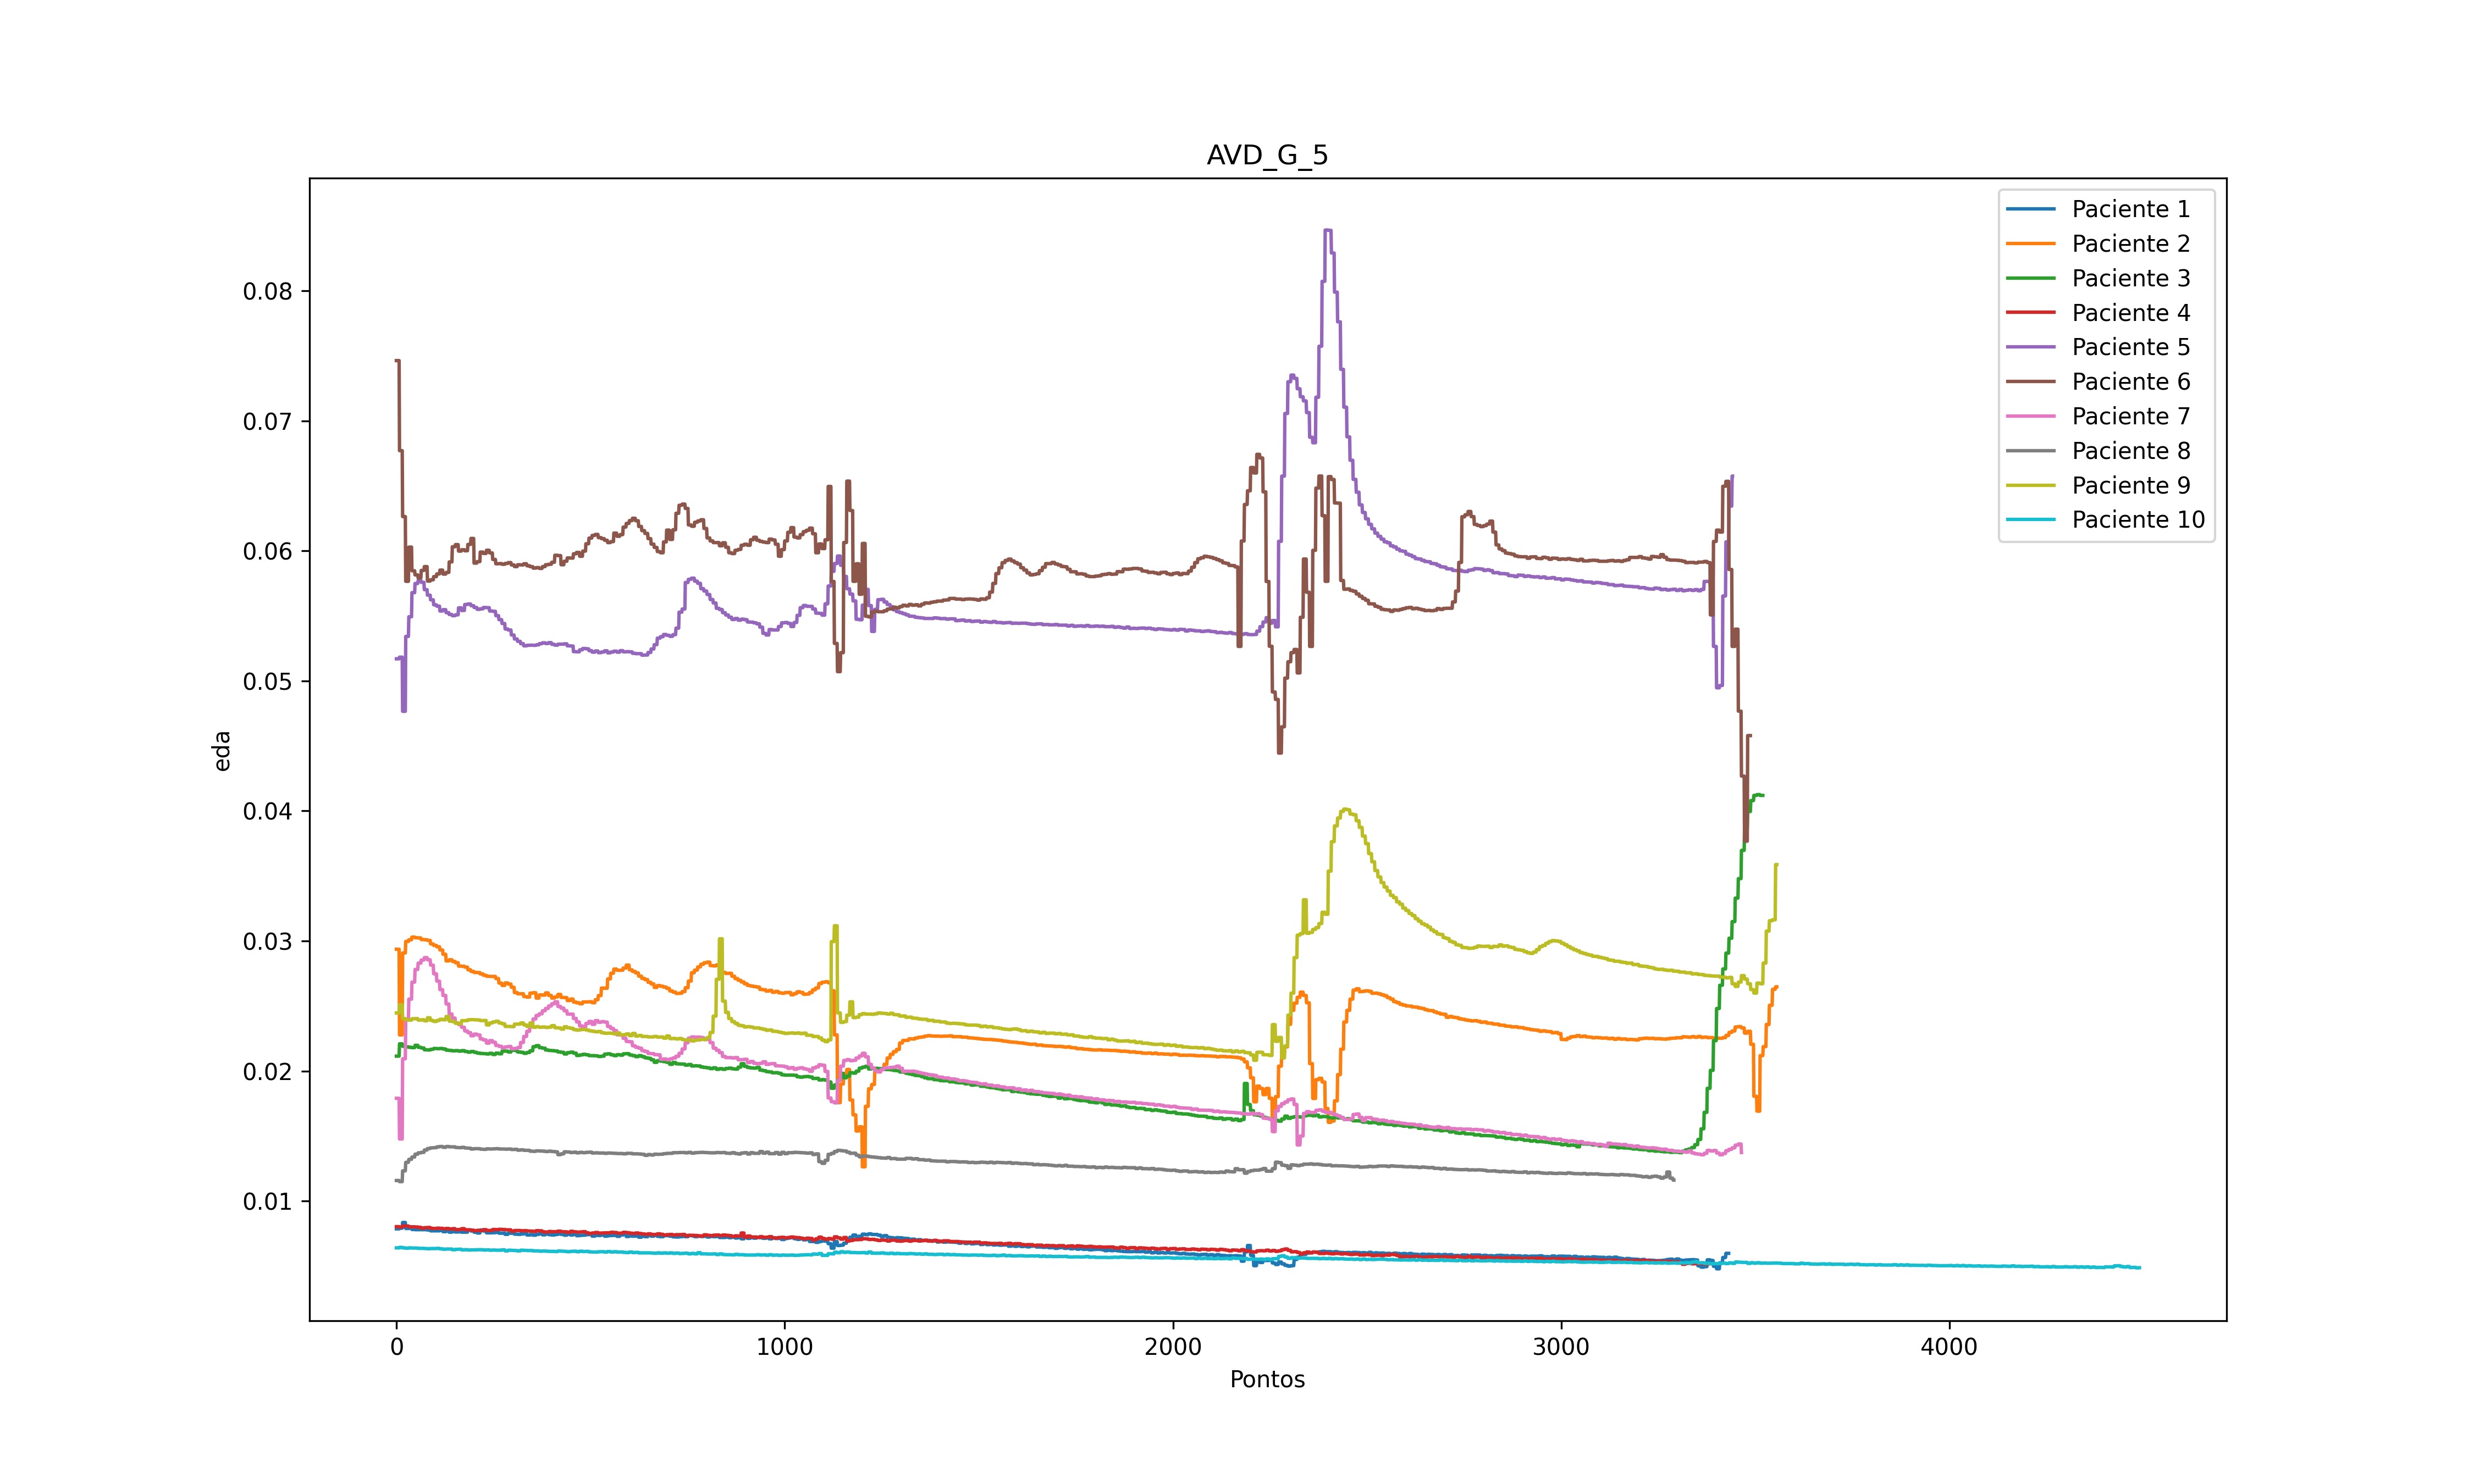 AVD_G_5
Paciente 1
Paciente 2
Paciente 3
Paciente 4
Paciente 5
Paciente 6
Paciente 7
Paciente 8
Paciente 9
Paciente 10
0.08
0.07
0.06
0.05
0.04
0.03
0.02
0.01
eda
0 1000 2000 3000 4000
Pontos